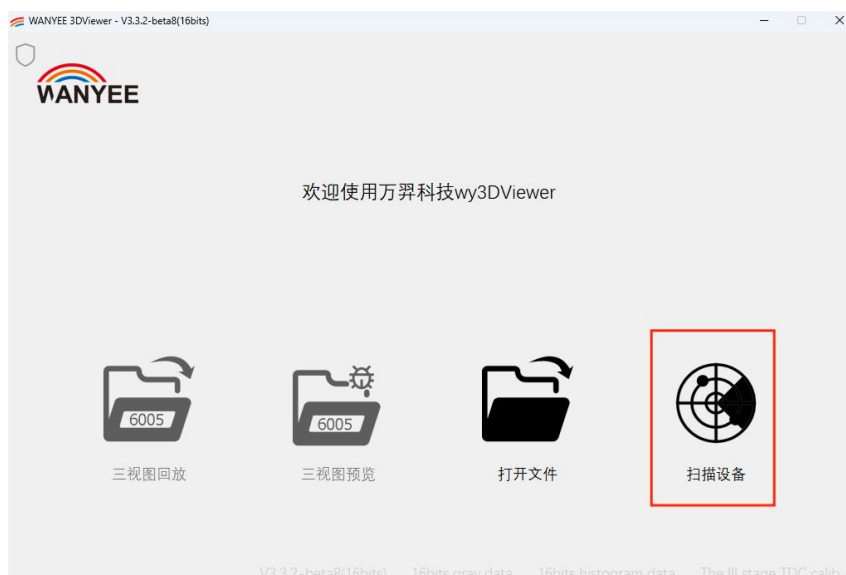 WANYEE 3DViewer - V3.3.2-beta8(16bits)
WANYEE
欢迎使用万羿科技wy3DViewer
6005
6005
三视图回放
三视图预览
打开文件
扫描设备
V3.3.2-beta8(16bits) 16bits gray data 16bits histogram data The III stage TDC calib